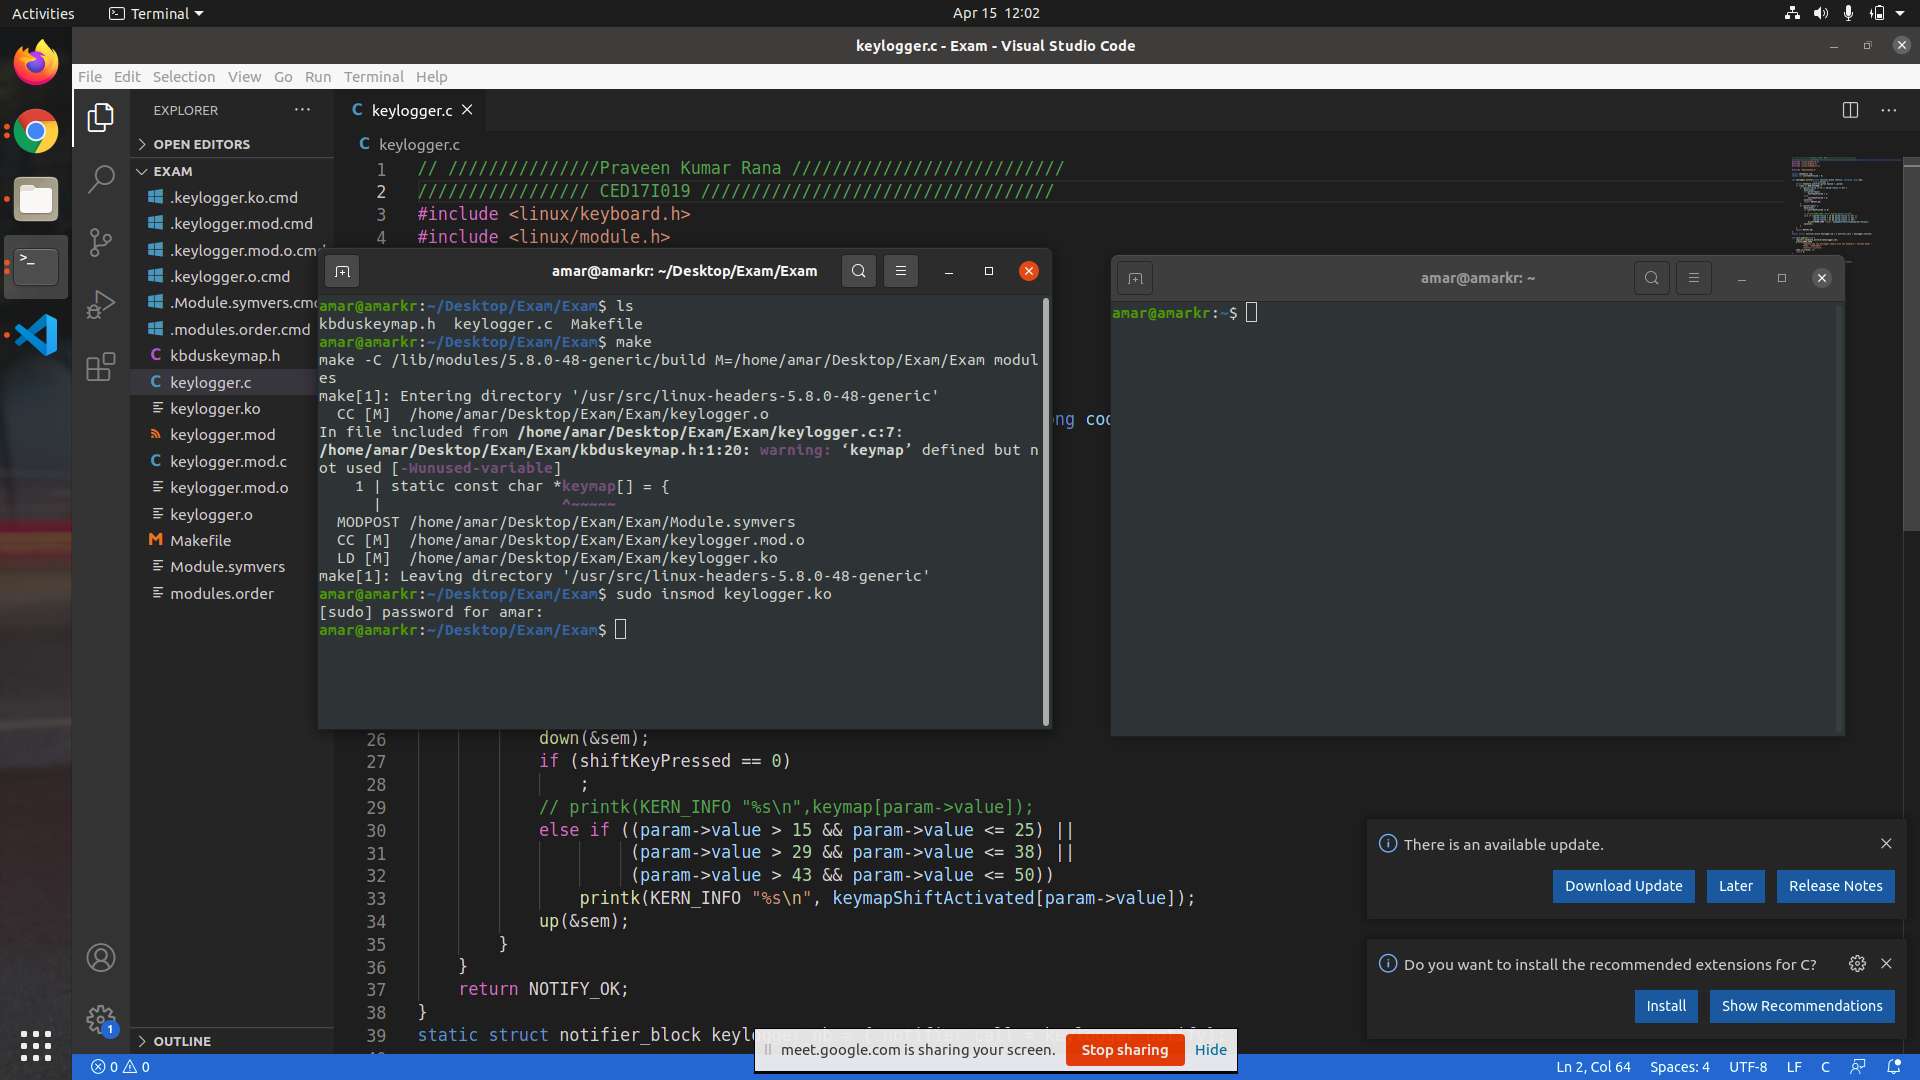 Activities
Terminal
Apr 15 12:02
keylogger.c - Exam - Visual Studio Code
File Edit Selection View Go Run Terminal Help
EXPLORER
OPEN EDITORS
EXAM
.keylogger.ko.cmd
.keylogger.mod.cmd
.keylogger.mod.o.cmd
.keylogger.o.cmd
.Module.symvers.cmd
.modules.order.cmd
kbduskeymap.h
keylogger.c
keylogger.ko
keylogger.mod
keylogger.mod.c
keylogger.mod.o
keylogger.o
Makefile
Module.symvers
modules.order
OUTLINE
keylogger.c
keylogger.c
1 // ///////////////Praveen Kumar Rana ///////////////////////////
2 ///////////////// CED17I019 ///////////////////////////////////
3 #include <linux/keyboard.h>
4 #include <linux/module.h>
amar@amarkr: ~/Desktop/Exam/Exam
amar@amarkr:~/Desktop/Exam/Exam$ ls
kbduskeymap.h keylogger.c Makefile
amar@amarkr:~/Desktop/Exam/Exam$ make
make -C /lib/modules/5.8.0-48-generic/build M=/home/amar/Desktop/Exam/Exam modul
es
make[1]: Entering directory '/usr/src/linux-headers-5.8.0-48-generic'
CC [M] /home/amar/Desktop/Exam/Exam/keylogger.o
In file included from /home/amar/Desktop/Exam/Exam/keylogger.c:7:
/home/amar/Desktop/Exam/Exam/kbduskeymap.h:1:20: warning: ‘keymap’ defined but n
ot used [-Wunused-variable]
1 | static const char *keymap[] = {
| ^~~~~~
MODPOST /home/amar/Desktop/Exam/Exam/Module.symvers
CC [M] /home/amar/Desktop/Exam/Exam/keylogger.mod.o
LD [M] /home/amar/Desktop/Exam/Exam/keylogger.ko
make[1]: Leaving directory '/usr/src/linux-headers-5.8.0-48-generic'
amar@amarkr:~/Desktop/Exam/Exam$ sudo insmod keylogger.ko
[sudo] password for amar:
amar@amarkr:~/Desktop/Exam/Exam$
ong cod
amar@amarkr: ~
amar@amarkr:~$
26 down(&sem);
27 if (shiftKeyPressed == 0)
28 ;
29 // printk(KERN_INFO "%s\n",keymap[param->value]);
30 else if ((param->value > 15 && param->value <= 25) ||
31 (param->value > 29 && param->value <= 38) ||
32 (param->value > 43 && param->value <= 50))
33 printk(KERN_INFO "%s\n", keymapShiftActivated[param->value]);
34 up(&sem);
35 }
36 }
37 return NOTIFY_OK;
38 }
39 static struct notifier_block
There is an available update.
Download Update
Later
Release Notes
Do you want to install the recommended extensions for C?
Install
Show Recommendations
meet.google.com is sharing your screen.
Stop sharing
Hide
1
0 0
Ln 2, Col 64 Spaces: 4 UTF-8 LF C